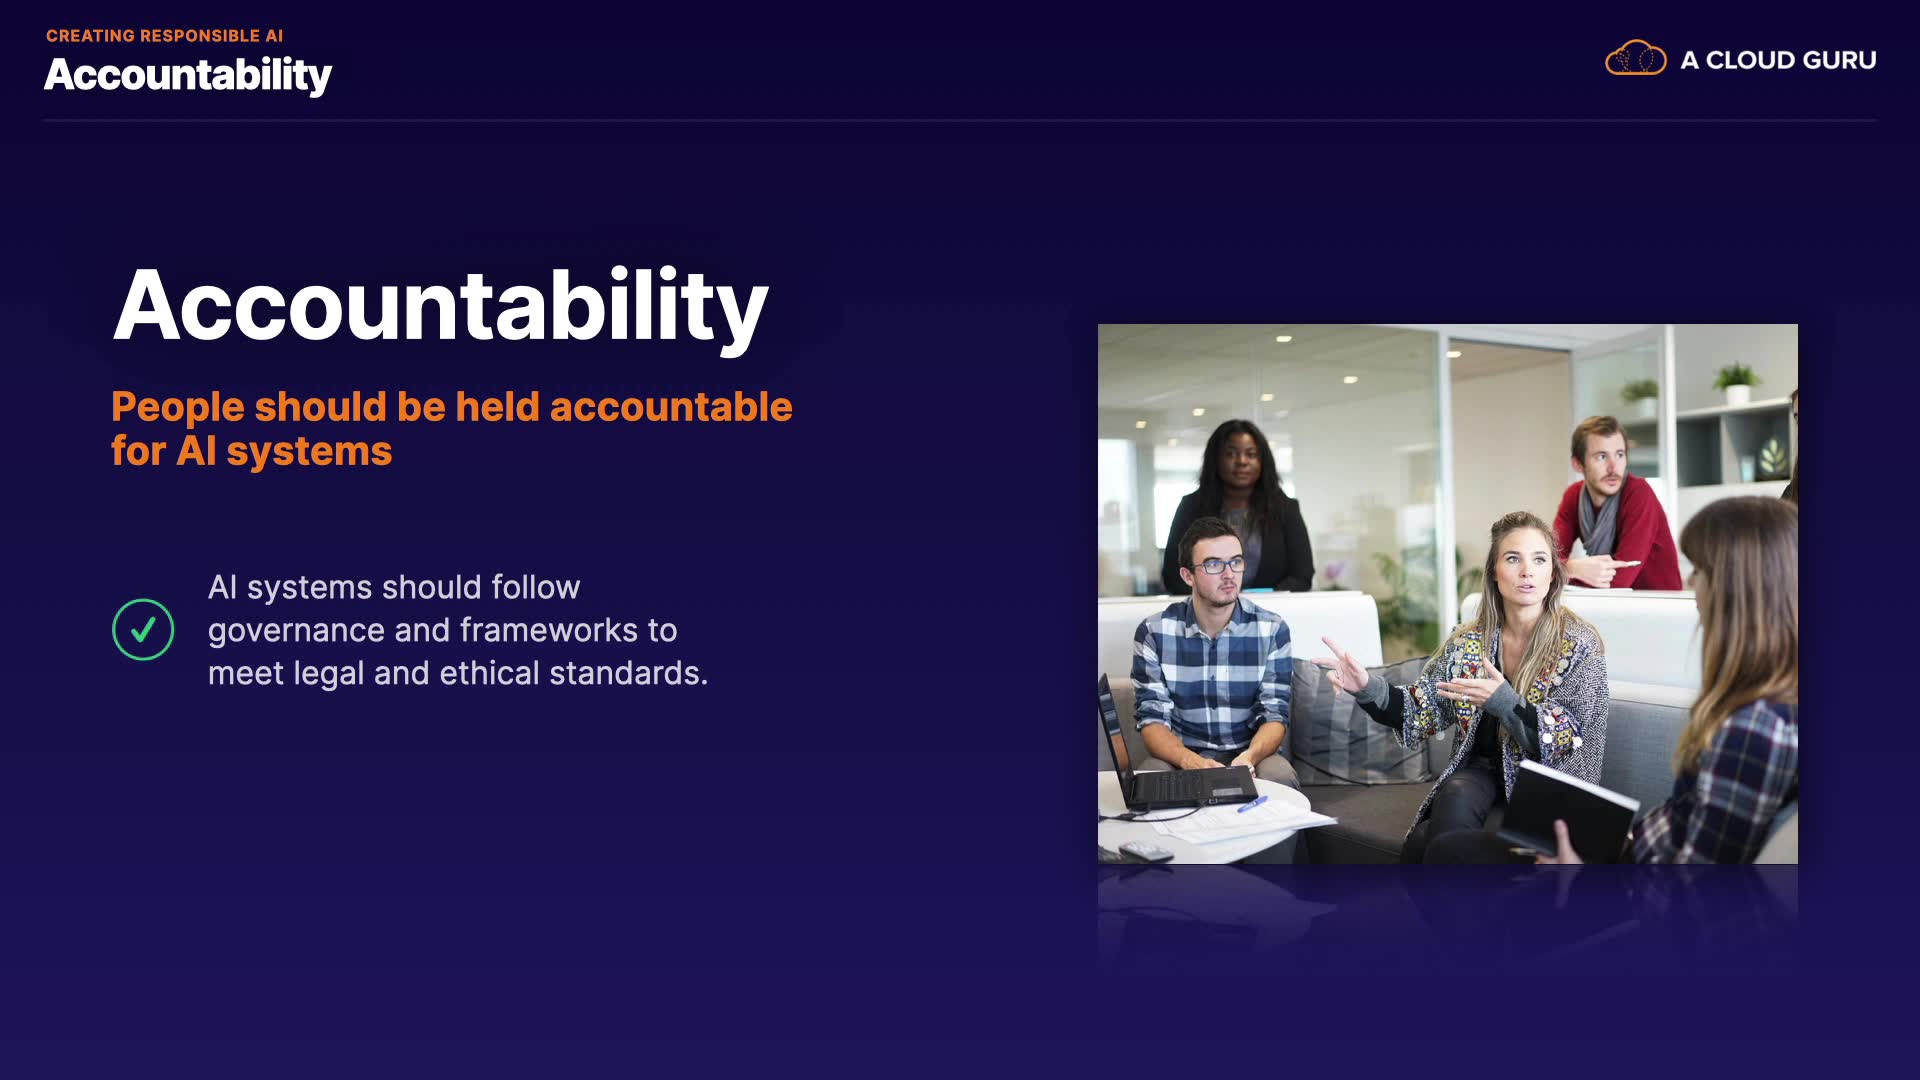 CREATING RESPONSIBLE AI
Accountability
A CLOUD GURU
Accountability
People should be held accountable
for AI systems
AI systems should follow
governance and frameworks to
meet legal and ethical standards.